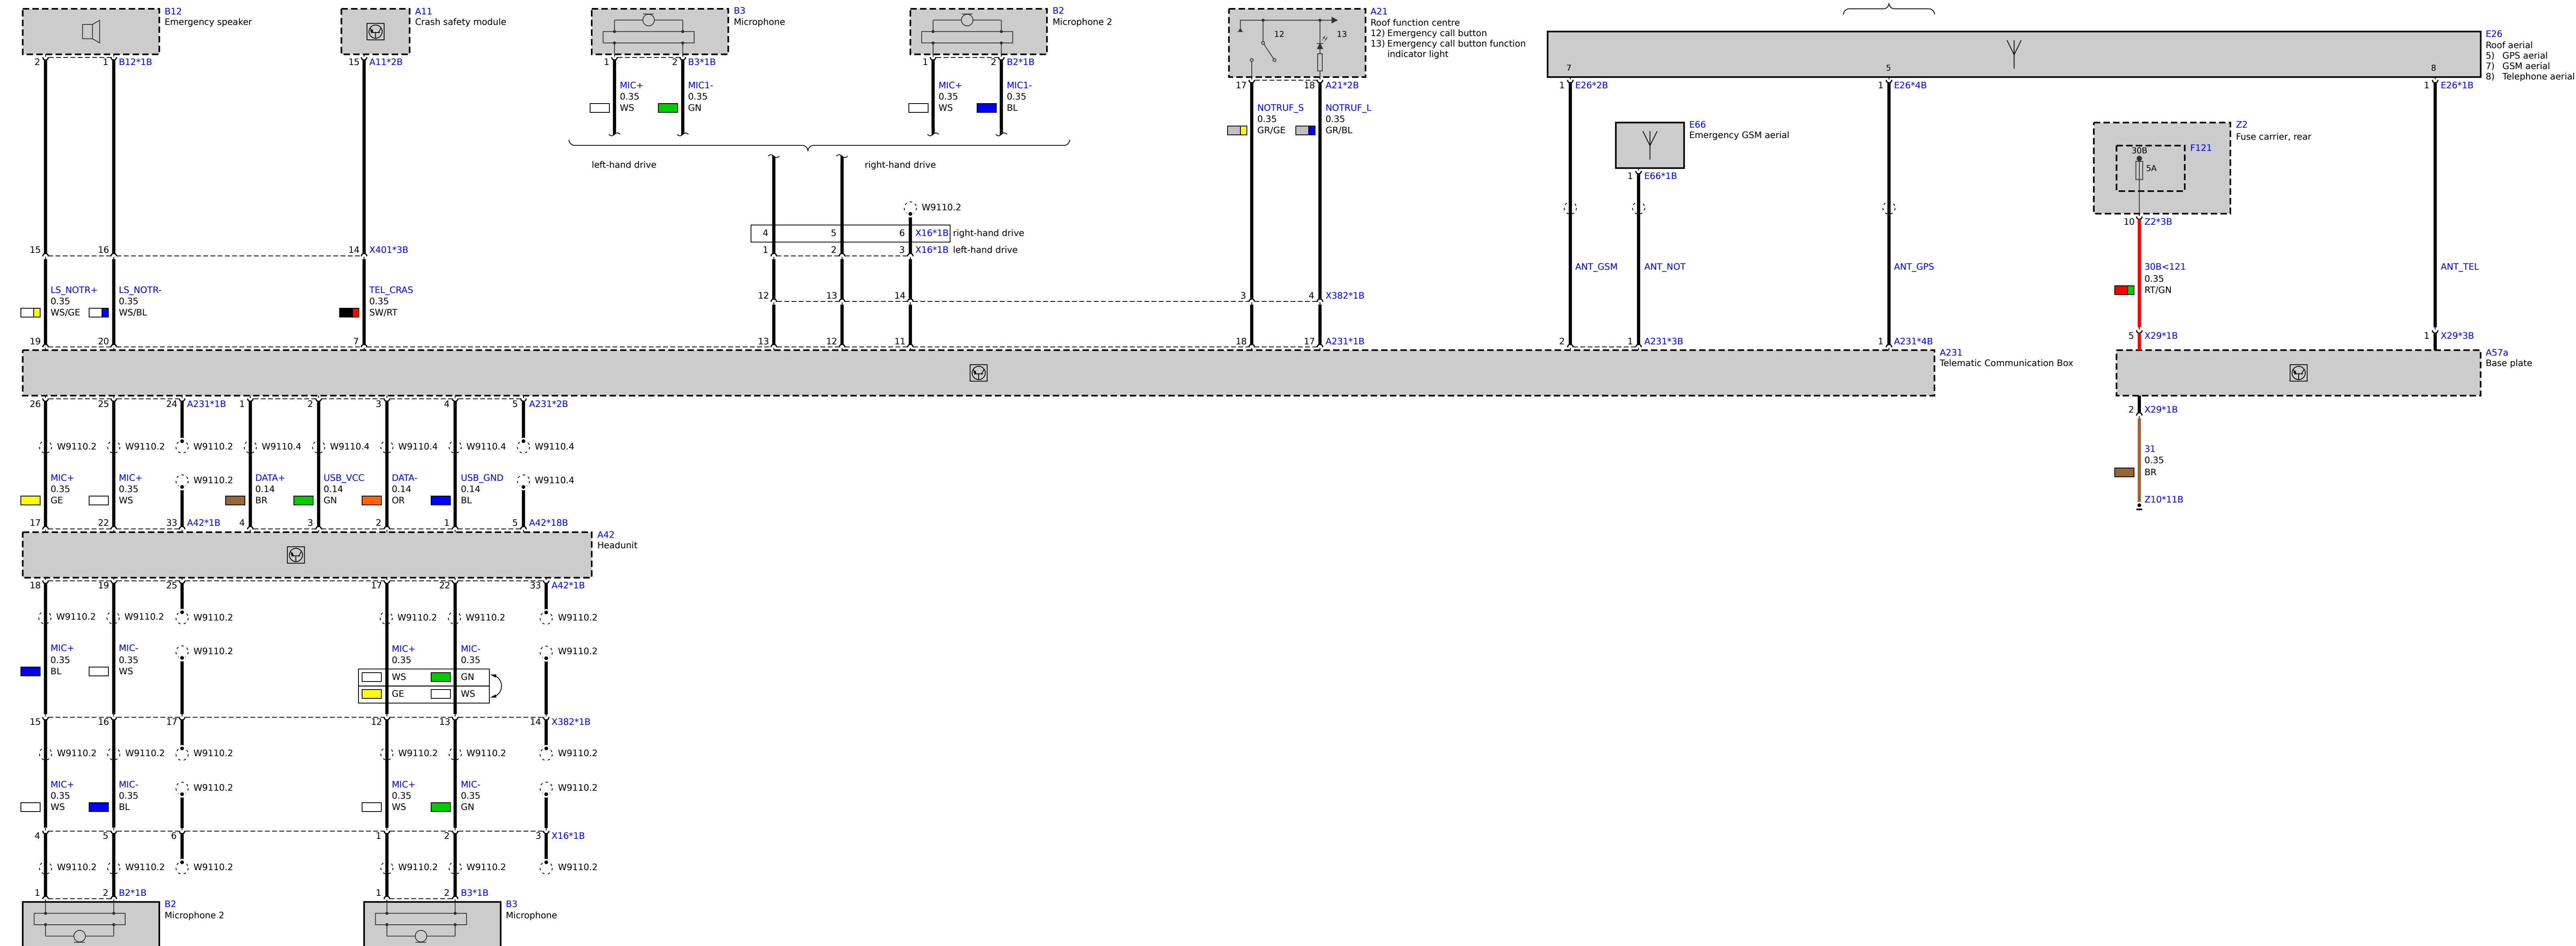 B12
Emergency speaker
A11
Crash safety module
B3
Microphone
B2
Microphone 2
A21
Roof function centre
12) Emergency call button
13) Emergency call button function
indicator light
12
13
E26
Roof aerial
5) GPS aerial
7) GSM aerial
8) Telephone aerial
7
5
8
2
1
B12*1B
15
A11*2B
1
2
B3*1B
1
2
B2*1B
17
18
A21*2B
1
E26*2B
1
E26*4B
1
E26*1B
MIC+
0.35
WS
MIC1-
0.35
GN
MIC+
0.35
WS
MIC1-
0.35
BL
NOTRUF_S
0.35
GR/GE
NOTRUF_L
0.35
GR/BL
E66
Emergency GSM aerial
1
E66*1B
Z2
Fuse carrier, rear
30B
F121
5A
10
Z2*3B
left-hand drive
right-hand drive
W9110.2
4
5
6
X16*1B
right-hand drive
1
2
3
X16*1B
left-hand drive
15
16
14
X401*3B
ANT_GSM
ANT_NOT
ANT_GPS
30B<121
0.35
RT/GN
ANT_TEL
LS_NOTR+
0.35
WS/GE
LS_NOTR-
0.35
WS/BL
TEL_CRAS
0.35
SW/RT
12
13
14
3
4
X382*1B
19
20
7
13
12
11
18
17
A231*1B
2
1
A231*3B
1
A231*4B
5
X29*1B
1
X29*3B
A231
Telematic Communication Box
A57a
Base plate
26
25
24
A231*1B
1
2
3
4
5
A231*2B
2
X29*1B
W9110.2
W9110.2
W9110.2
W9110.4
W9110.4
W9110.4
W9110.4
W9110.4
31
0.35
BR
Z10*11B
W9110.2
W9110.4
MIC+
0.35
GE
MIC+
0.35
WS
DATA+
0.14
BR
USB_VCC
0.14
GN
DATA-
0.14
OR
USB_GND
0.14
BL
17
22
33
A42*1B
4
3
2
1
5
A42*18B
A42
Headunit
18
19
25
17
22
33
A42*1B
W9110.2
W9110.2
W9110.2
W9110.2
W9110.2
W9110.2
W9110.2
W9110.2
MIC+
0.35
BL
MIC-
0.35
WS
MIC+
0.35
MIC-
0.35
WS
GN
GE
WS
15
16
17
12
13
14
X382*1B
W9110.2
W9110.2
W9110.2
W9110.2
W9110.2
W9110.2
W9110.2
W9110.2
MIC+
0.35
WS
MIC-
0.35
BL
MIC+
0.35
WS
MIC-
0.35
GN
4
5
6
1
2
3
X16*1B
W9110.2
W9110.2
W9110.2
W9110.2
W9110.2
W9110.2
1
2
B2*1B
1
2
B3*1B
B2
Microphone 2
B3
Microphone